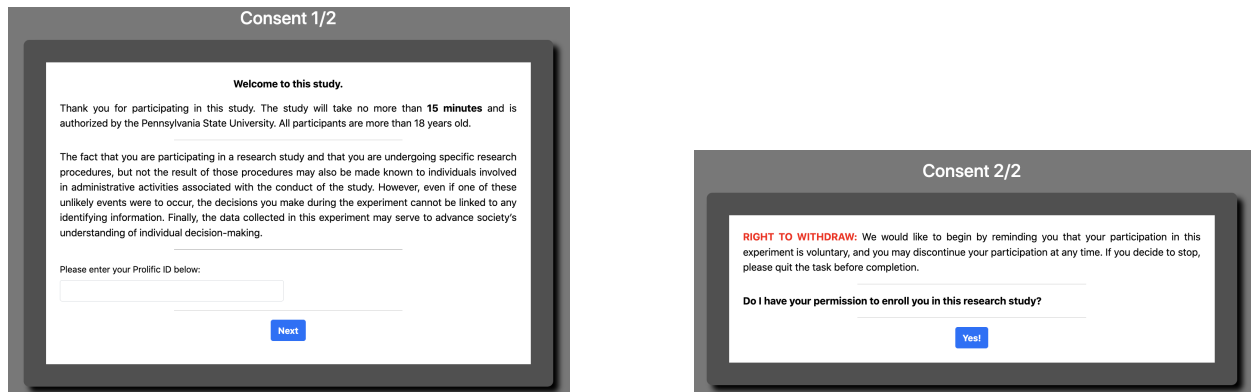 Consent 1/2
Welcome to this study.
Thank you for participating in this study. The study will take no more than 15 minutes and is
authorized by the Pennsylvania State University. All participants are more than 18 years old.
The fact that you are participating in a research study and that you are undergoing specific research
procedures, but not the result of those procedures may also be made known to individuals involved
in administrative activities associated with the conduct of the study. However, even if one of these
unlikely events were to occur, the decisions you make during the experiment cannot be linked to any
identifying information. Finally, the data collected in this experiment may serve to advance society's
understanding of individual decision-making.
Please enter your Prolific ID below:
Next
Consent 2/2
RIGHT TO WITHDRAW: We would like to begin by reminding you that your participation in this
experiment is voluntary, and you may discontinue your participation at any time. If you decide to stop,
please quit the task before completion.
Do I have your permission to enroll you in this research study?
Yes!